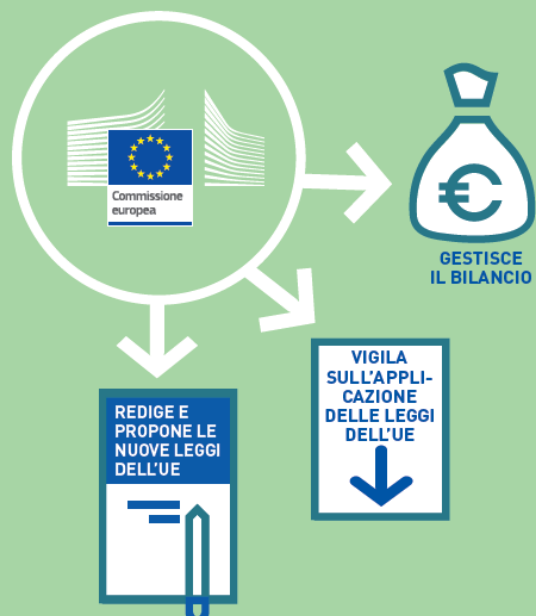 Commissione
europea
€
GESTISCE
IL BILANCIO
VIGILA
SULL'APPLI-
CAZIONE
DELLE LEGGI
DELL'UE
REDIGE E
PROPONE LE
NUOVE LEGGI
DELL'UE